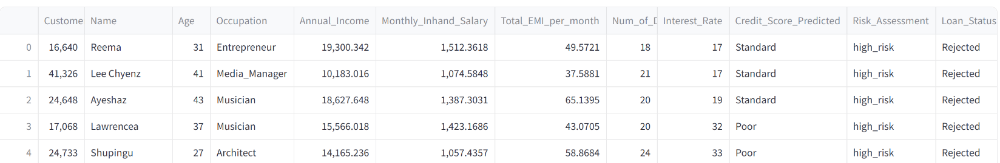 Custome Name Age Occupation Annual_Income Monthly_Inhand_Salary Total_EMI_per_month Num_of_D Interest_Rate Credit_Score_Predicted Risk_Assessment Loan_Status
0 16,640 Reema 31 Entrepreneur 19,300.342 1,512.3618 49.5721 18 17 Standard high_risk Rejected
1 41,326 Lee Chyenz 41 Media_Manager 10,183.016 1,074.5848 37.5881 21 17 Standard high_risk Rejected
2 24,648 Ayeshaz 43 Musician 18,627.648 1,387.3031 65.1395 20 19 Standard high_risk Rejected
3 17,068 Lawrencea 37 Musician 15,566.018 1,423.1686 43.0705 20 32 Poor high_risk Rejected
4 24,733 Shupingu 27 Architect 14,165.236 1,057.4357 58.8684 24 33 Poor high_risk Rejected